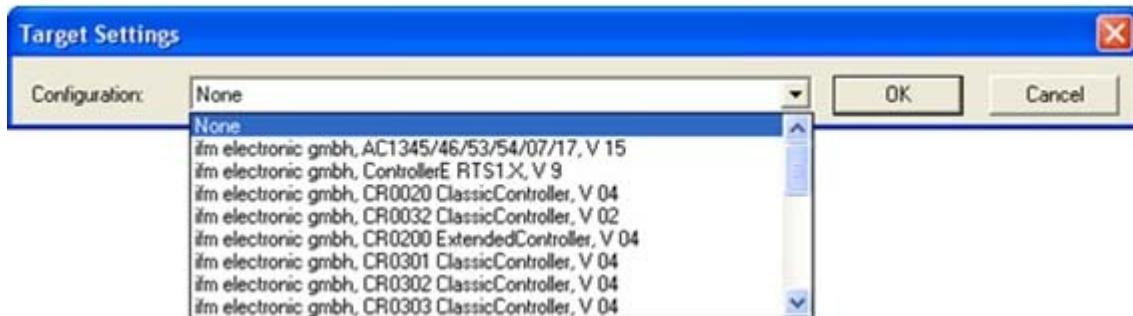 Target Settings
Configuration: None OK Cancel
None
ifm electronic gmbh, AC1345/46/53/54/07/17, V 15
ifm electronic gmbh, ControllerE RTS1.X, V 9
ifm electronic gmbh, CR0020 ClassicController, V 04
ifm electronic gmbh, CR0032 ClassicController, V 02
ifm electronic gmbh, CR0200 ExtendedController, V 04
ifm electronic gmbh, CR0301 ClassicController, V 04
ifm electronic gmbh, CR0302 ClassicController, V 04
ifm electronic gmbh, CR0303 ClassicController, V 04